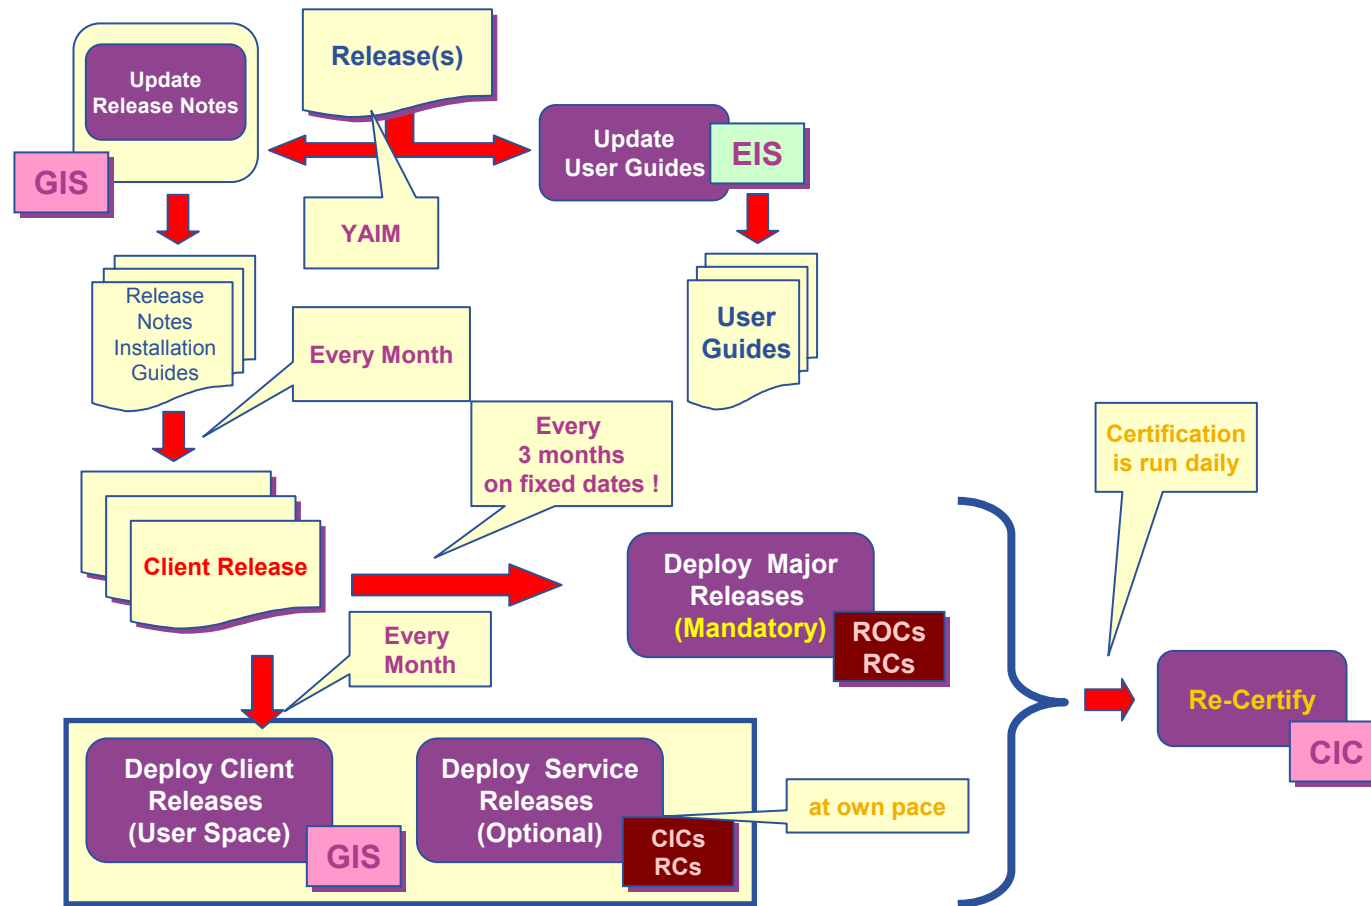 Release(s)
Update
Release Notes
GIS
Update
User Guides
EIS
YAIM
Release
Notes
Installation
Guides
User
Guides
Every Month
Every
3 months
on fixed dates !
Certification
is run daily
Client Release
Deploy Major
Releases
(Mandatory)
ROCs
RCs
Every
Month
Re-Certify
CIC
Deploy Client
Releases
(User Space)
GIS
Deploy Service
Releases
(Optional)
CICs
RCs
at own pace